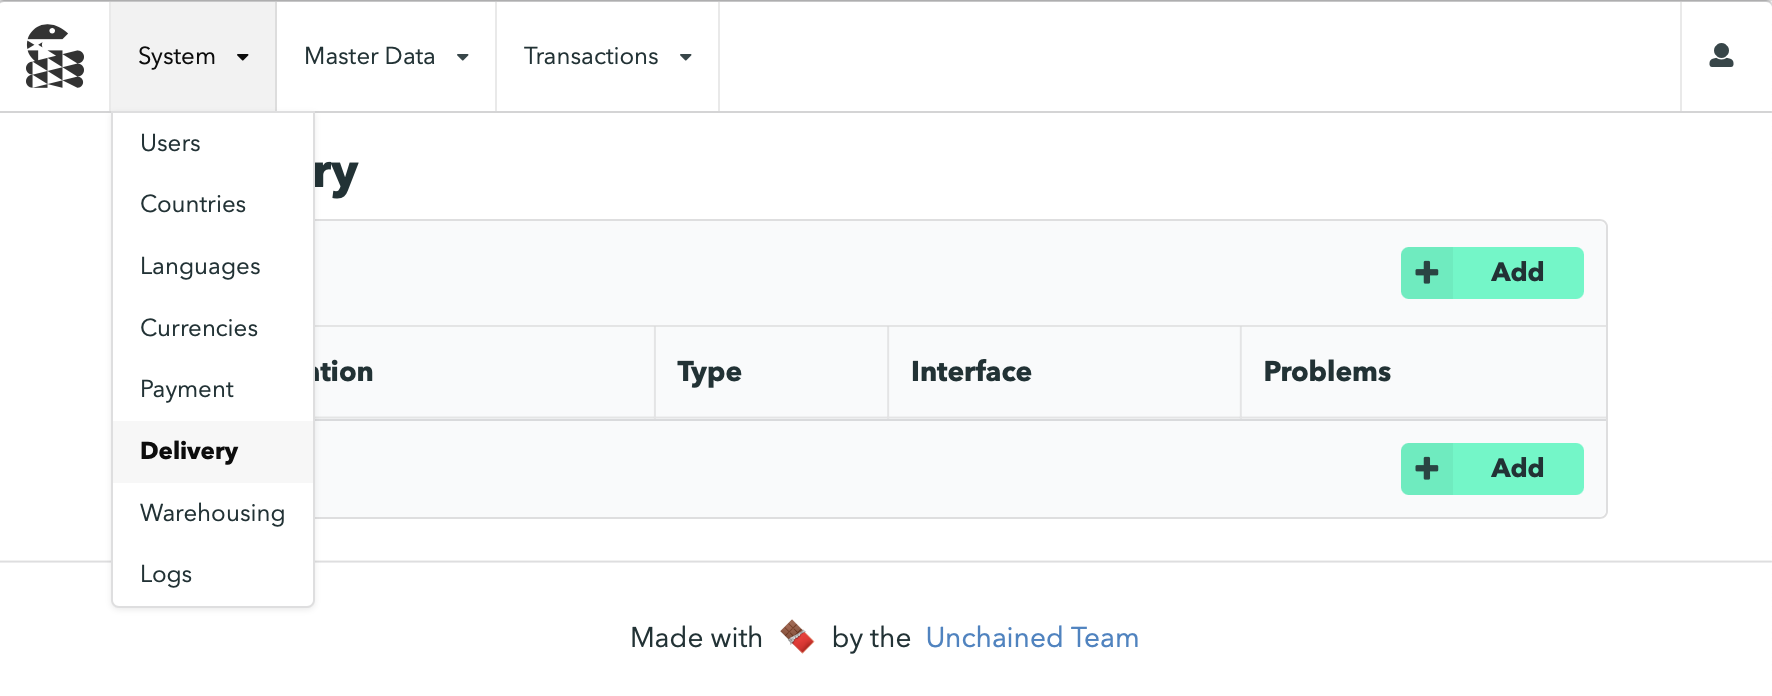 System Master Data Transactions
Users
Countries
Languages
Currencies
Payment
Delivery
Warehousing
Logs
ry
Add
ation Type Interface Problems
Add
Made with 🍫 by the Unchained Team